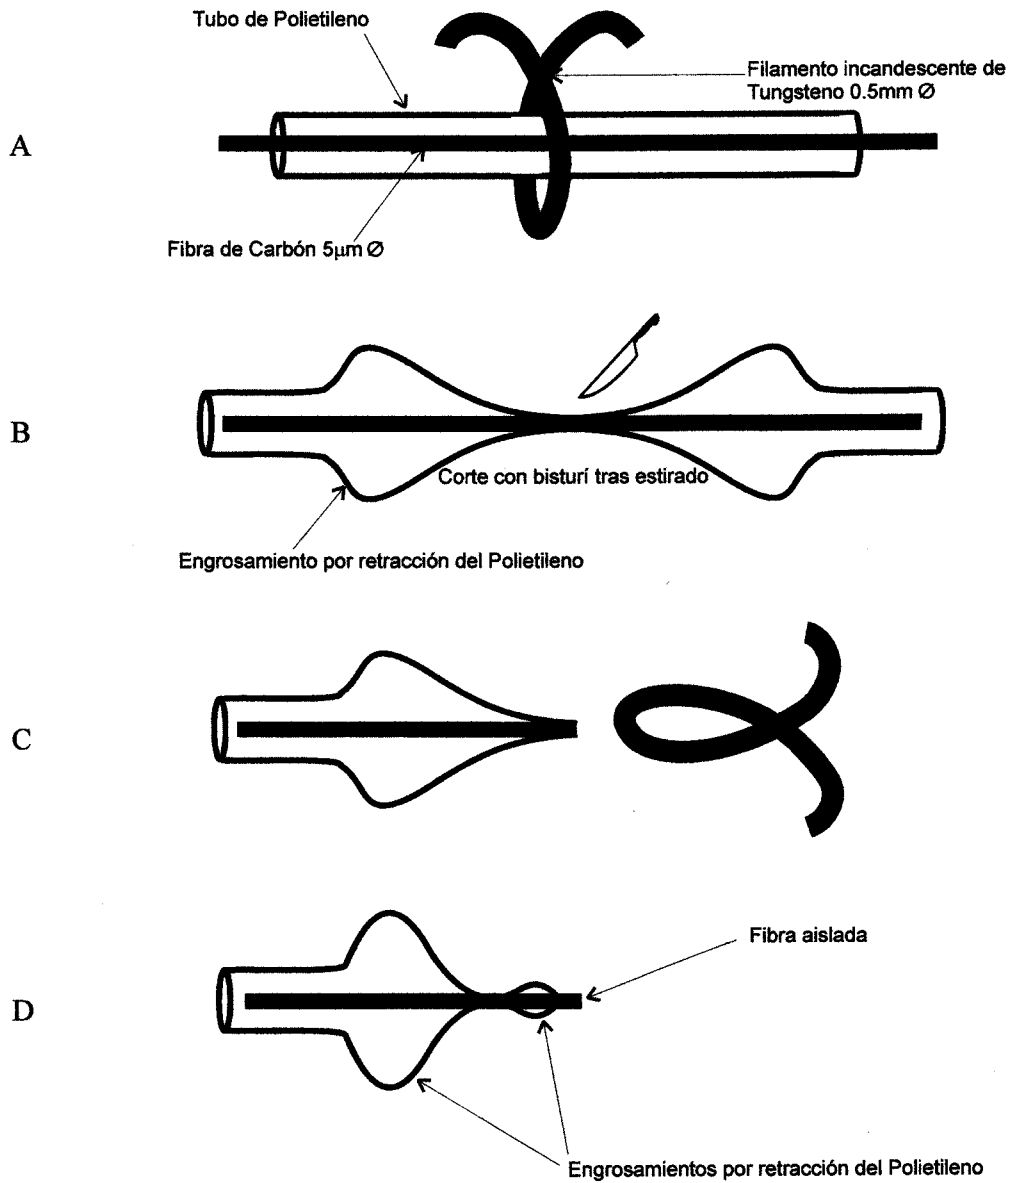 Tubo de Polietileno
Filamento incandescente de
Tungsteno 0.5mm Ø
A
Fibra de Carbón 5µm Ø
B
Corte con bisturí tras estirado
Engrosamiento por retracción del Polietileno
C
Fibra aislada
D
Engrosamientos por retracción del Polietileno